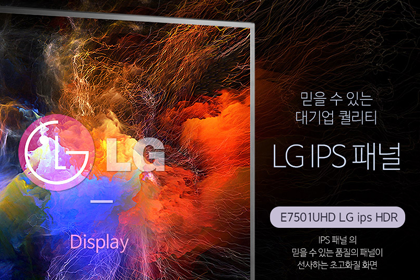 LG
Display
믿을 수 있는
대기업 퀄리티
LG IPS 패널
E7501UHD LG ips HDR
IPS 패널 의
믿을 수 있는 품질의 패널이
선사하는 초고화질 화면